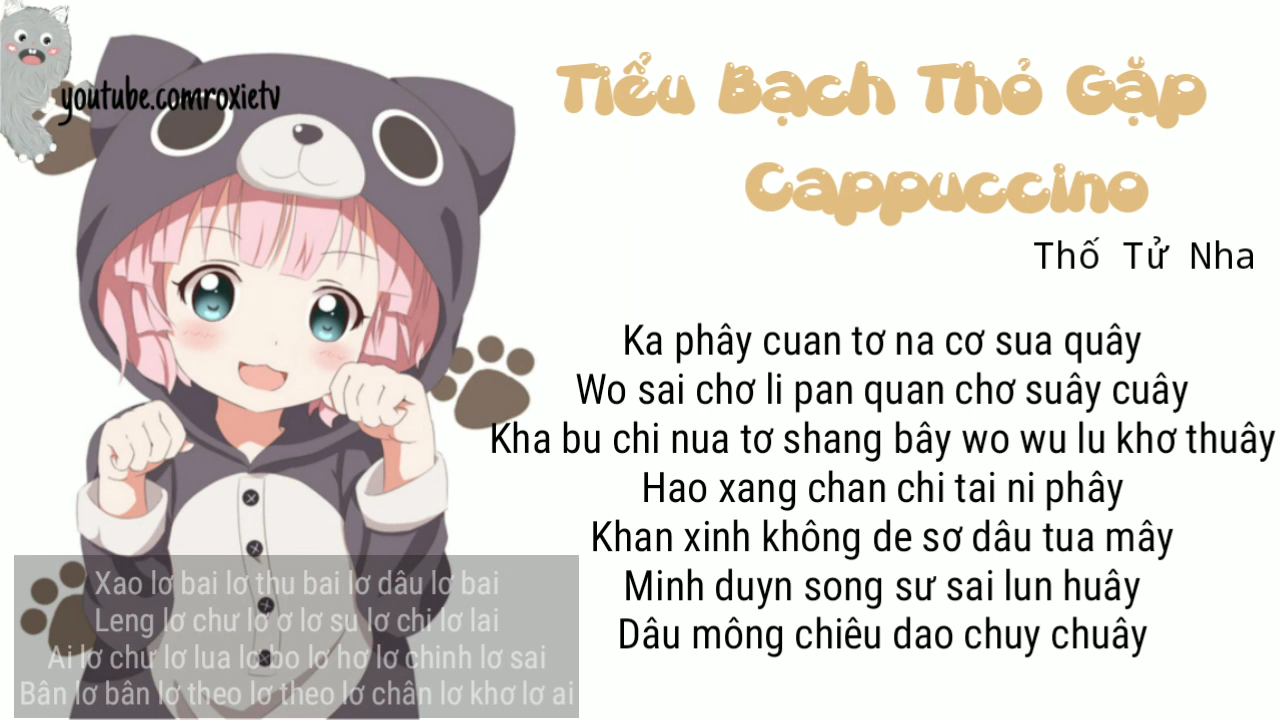 youtube.comroxietv
Tiểu Bạch Thỏ Gặp
Cappuccino
Thố Tử Nha
Ka phây cuan tơ na cơ sua quây
Wo sai chơ li pan quan chơ suây cuây
Kha bu chi nua tơ shang bây wo wu lu khơ thuây
Hao xang chan chi tai ni phây
Khan xinh không de sơ dâu tua mây
Minh duyn song sư sai lun huây
Dâu mông chiêu dao chuy chuây
Xao lơ bai lơ thu bai lơ dâu lơ bai
Leng lơ chư lơ ơ lơ su lơ chi lơ lai
Ai lơ chư lơ lua lơ bo lơ hơ lơ chinh lơ sai
Bân lơ bân lơ theo lơ theo lơ chân lơ khơ lơ ai